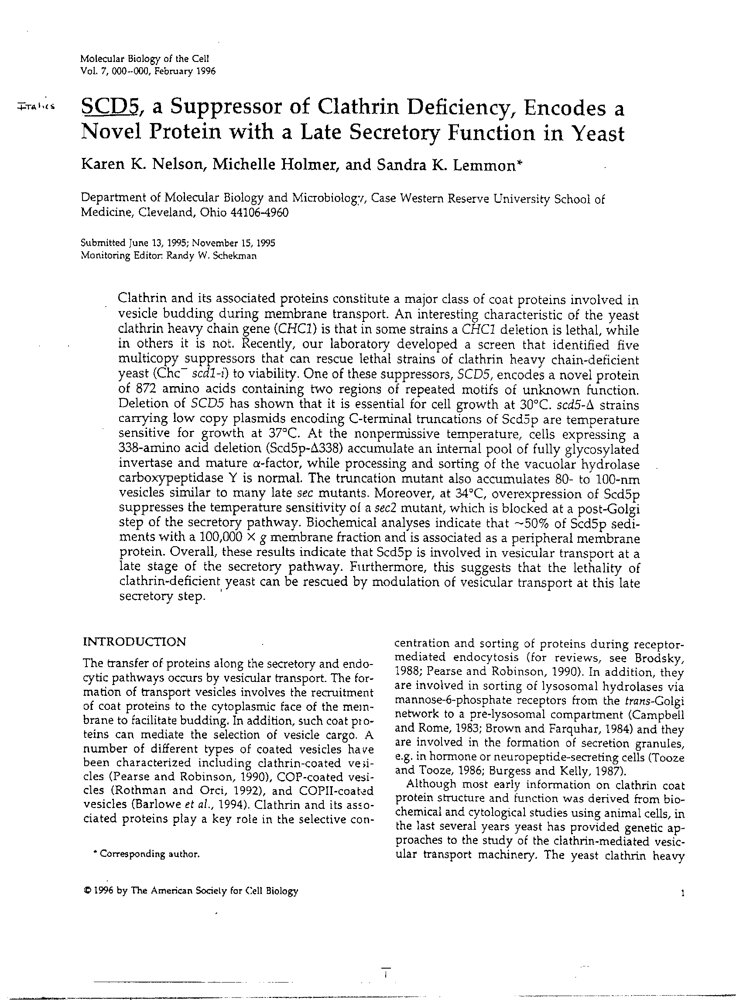 Molecular Biology of the Cell
Vol. 7, 000–000, February 1996
Italics
SCD5, a Suppressor of Clathrin Deficiency, Encodes a
Novel Protein with a Late Secretory Function in Yeast
Karen K. Nelson, Michelle Holmer, and Sandra K. Lemmon*
Department of Molecular Biology and Microbiology, Case Western Reserve University School of
Medicine, Cleveland, Ohio 44106-4960
Submitted June 13, 1995; November 15, 1995
Monitoring Editor: Randy W. Schekman
Clathrin and its associated proteins constitute a major class of coat proteins involved in
vesicle budding during membrane transport. An interesting characteristic of the yeast
clathrin heavy chain gene (CHC1) is that in some strains a CHC1 deletion is lethal, while
in others it is not. Recently, our laboratory developed a screen that identified five
multicopy suppressors that can rescue lethal strains of clathrin heavy chain-deficient
yeast (Chc⁻ scd1-i) to viability. One of these suppressors, SCD5, encodes a novel protein
of 872 amino acids containing two regions of repeated motifs of unknown function.
Deletion of SCD5 has shown that it is essential for cell growth at 30°C. scd5-Δ strains
carrying low copy plasmids encoding C-terminal truncations of Scd5p are temperature
sensitive for growth at 37°C. At the nonpermissive temperature, cells expressing a
338-amino acid deletion (Scd5p-Δ338) accumulate an internal pool of fully glycosylated
invertase and mature α-factor, while processing and sorting of the vacuolar hydrolase
carboxypeptidase Y is normal. The truncation mutant also accumulates 80- to 100-nm
vesicles similar to many late sec mutants. Moreover, at 34°C, overexpression of Scd5p
suppresses the temperature sensitivity of a sec2 mutant, which is blocked at a post-Golgi
step of the secretory pathway. Biochemical analyses indicate that ~50% of Scd5p sedi-
ments with a 100,000 × g membrane fraction and is associated as a peripheral membrane
protein. Overall, these results indicate that Scd5p is involved in vesicular transport at a
late stage of the secretory pathway. Furthermore, this suggests that the lethality of
clathrin-deficient yeast can be rescued by modulation of vesicular transport at this late
secretory step.
INTRODUCTION
The transfer of proteins along the secretory and endo-
cytic pathways occurs by vesicular transport. The for-
mation of transport vesicles involves the recruitment
of coat proteins to the cytoplasmic face of the mem-
brane to facilitate budding. In addition, such coat pro-
teins can mediate the selection of vesicle cargo. A
number of different types of coated vesicles have
been characterized including clathrin-coated vesi-
cles (Pearse and Robinson, 1990), COP-coated vesi-
cles (Rothman and Orci, 1992), and COPII-coated
vesicles (Barlowe et al., 1994). Clathrin and its asso-
ciated proteins play a key role in the selective con-
* Corresponding author.
centration and sorting of proteins during receptor-
mediated endocytosis (for reviews, see Brodsky,
1988; Pearse and Robinson, 1990). In addition, they
are involved in sorting of lysosomal hydrolases via
mannose-6-phosphate receptors from the trans-Golgi
network to a pre-lysosomal compartment (Campbell
and Rome, 1983; Brown and Farquhar, 1984) and they
are involved in the formation of secretion granules,
e.g. in hormone or neuropeptide-secreting cells (Tooze
and Tooze, 1986; Burgess and Kelly, 1987).
Although most early information on clathrin coat
protein structure and function was derived from bio-
chemical and cytological studies using animal cells, in
the last several years yeast has provided genetic ap-
proaches to the study of the clathrin-mediated vesic-
ular transport machinery. The yeast clathrin heavy
© 1996 by The American Society for Cell Biology
1
1